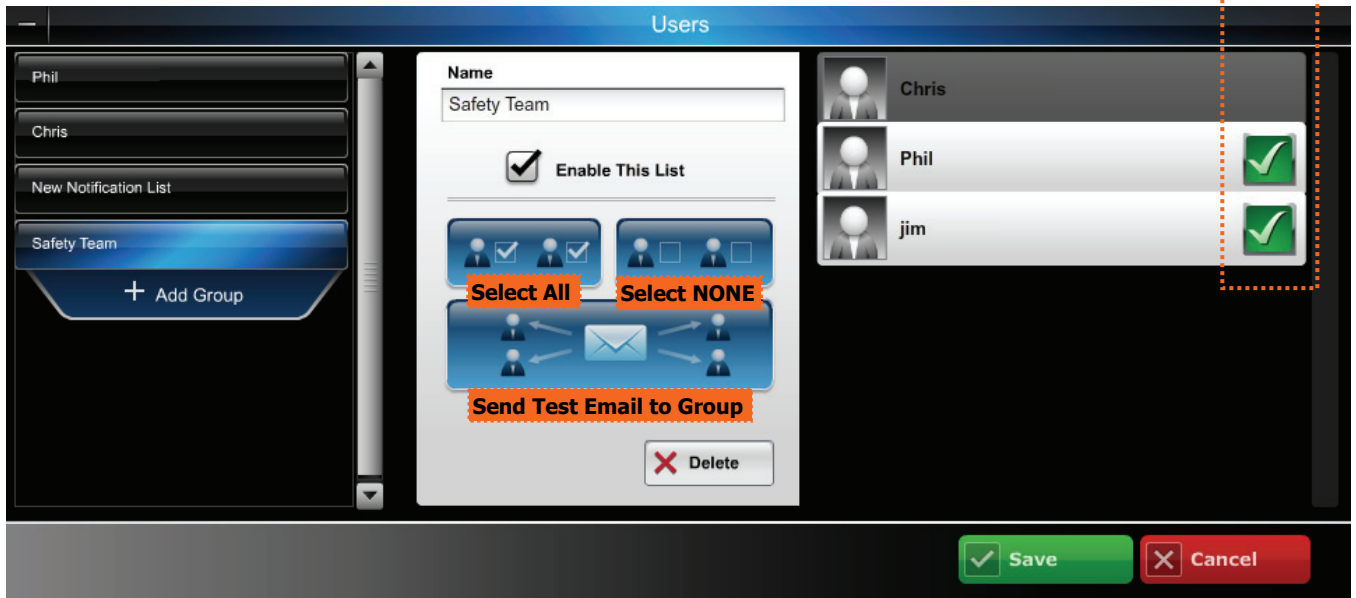 Users
Phil
Chris
New Notification List
Safety Team
+ Add Group
Name
Safety Team
Enable This List
Select All
Select NONE
Send Test Email to Group
Delete
Chris
Phil
jim
Save
Cancel